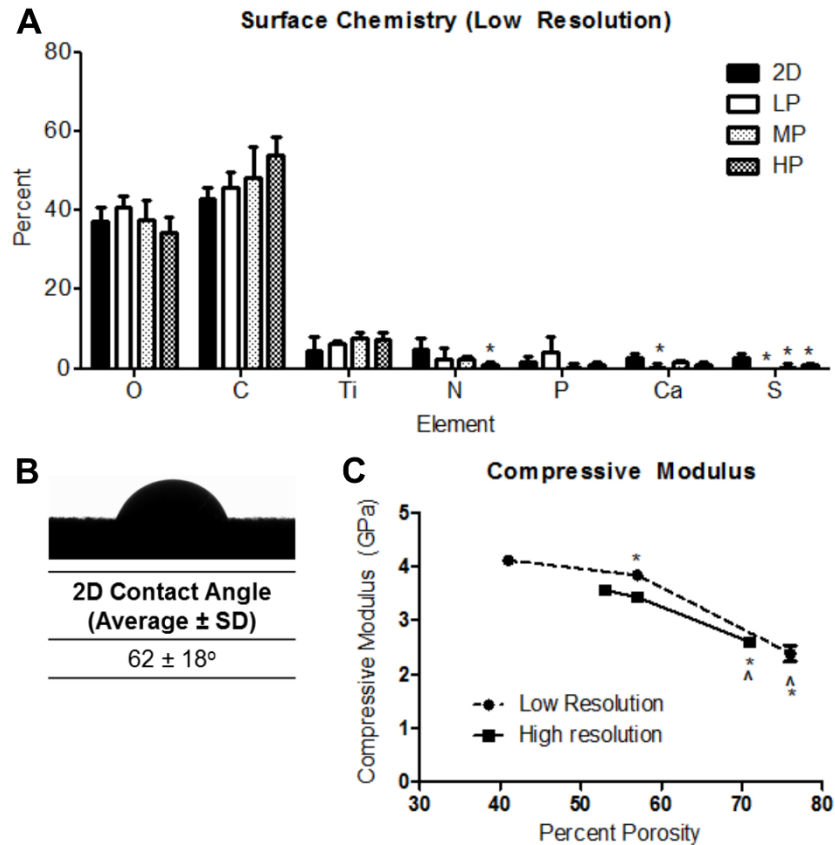 A
Surface Chemistry (Low Resolution)
80
60
40
20
0
Percent
2D
LP
MP
HP
*
*
*
*
*
O C Ti N P Ca S
Element
B
2D Contact Angle
(Average ± SD)
62 ± 18º
C
Compressive Modulus
5
4
3
2
1
0
Compressive Modulus (GPa)
*
*
^
^
*
Low Resolution
High resolution
30 40 50 60 70 80
Percent Porosity